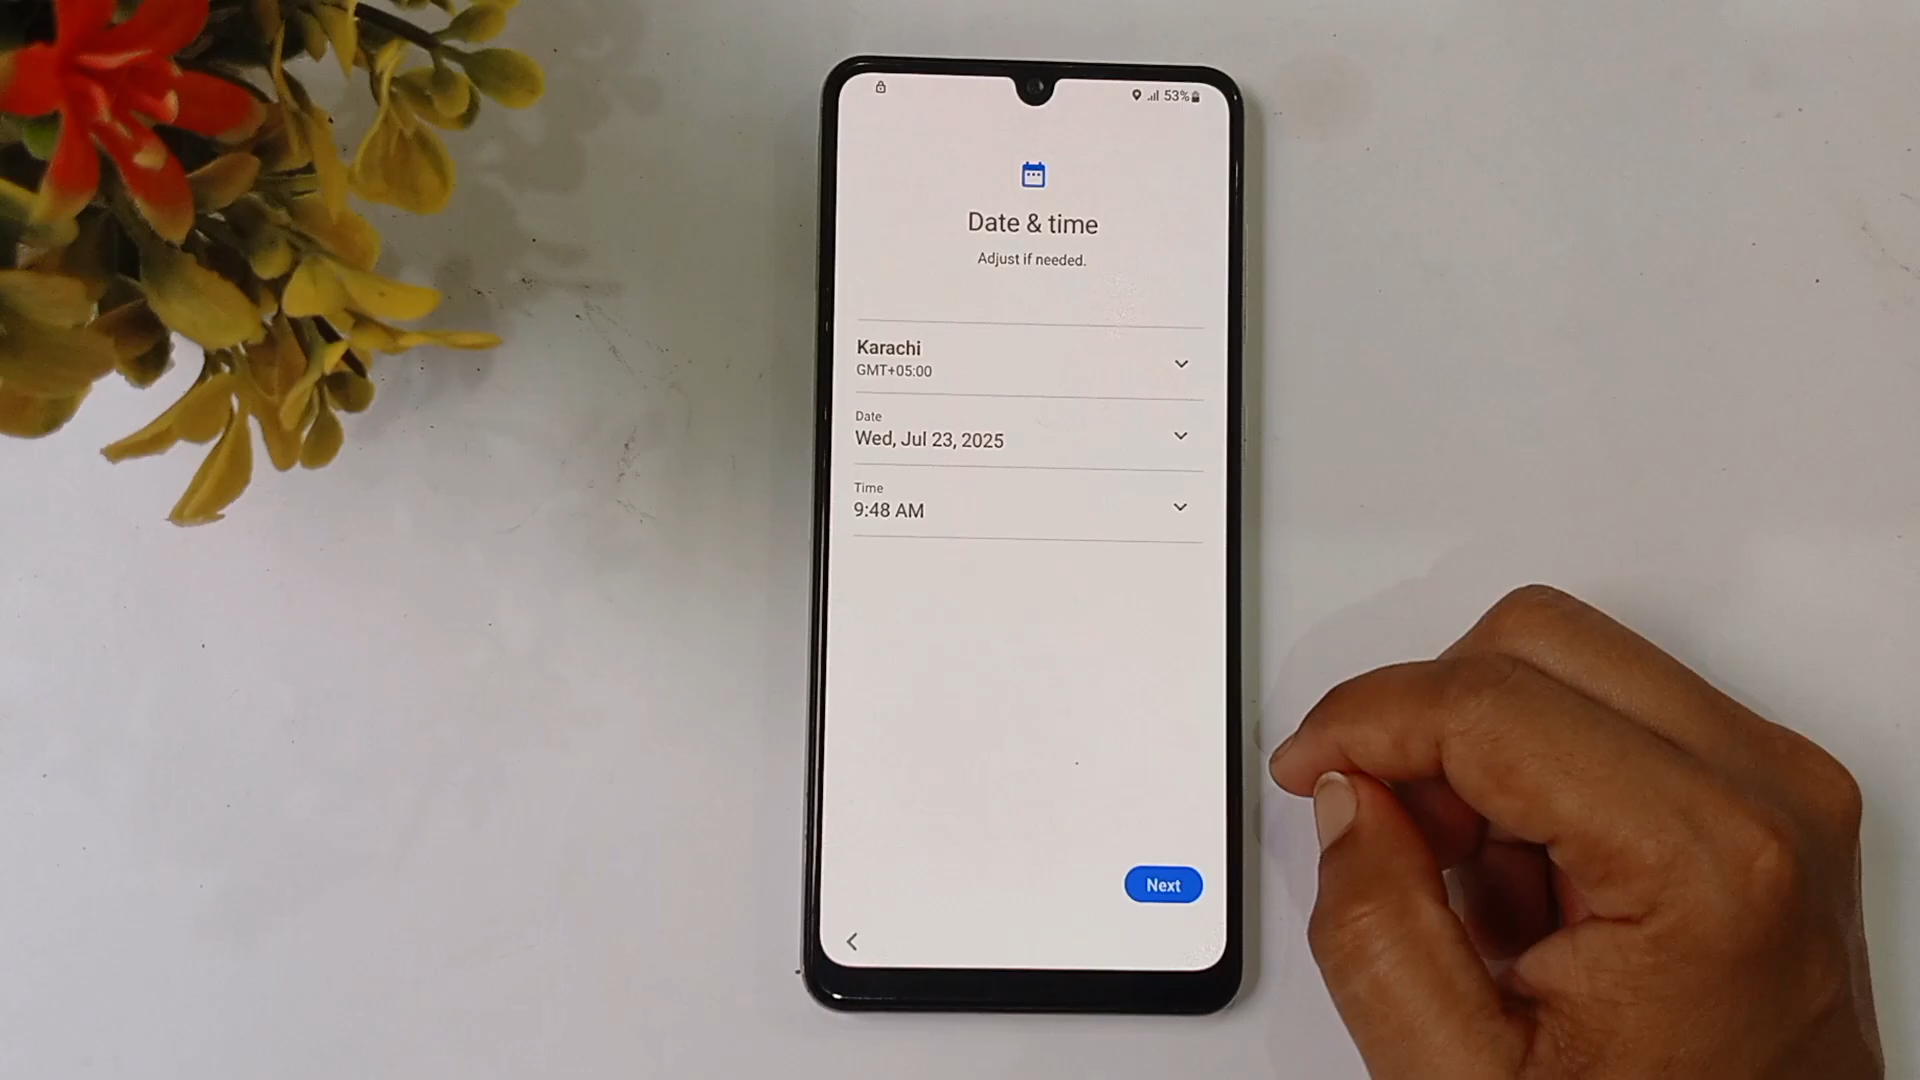 53%
Date & time
Adjust if needed.
Karachi
GMT+05:00
Date
Wed, Jul 23, 2025
Time
9:48 AM
Next